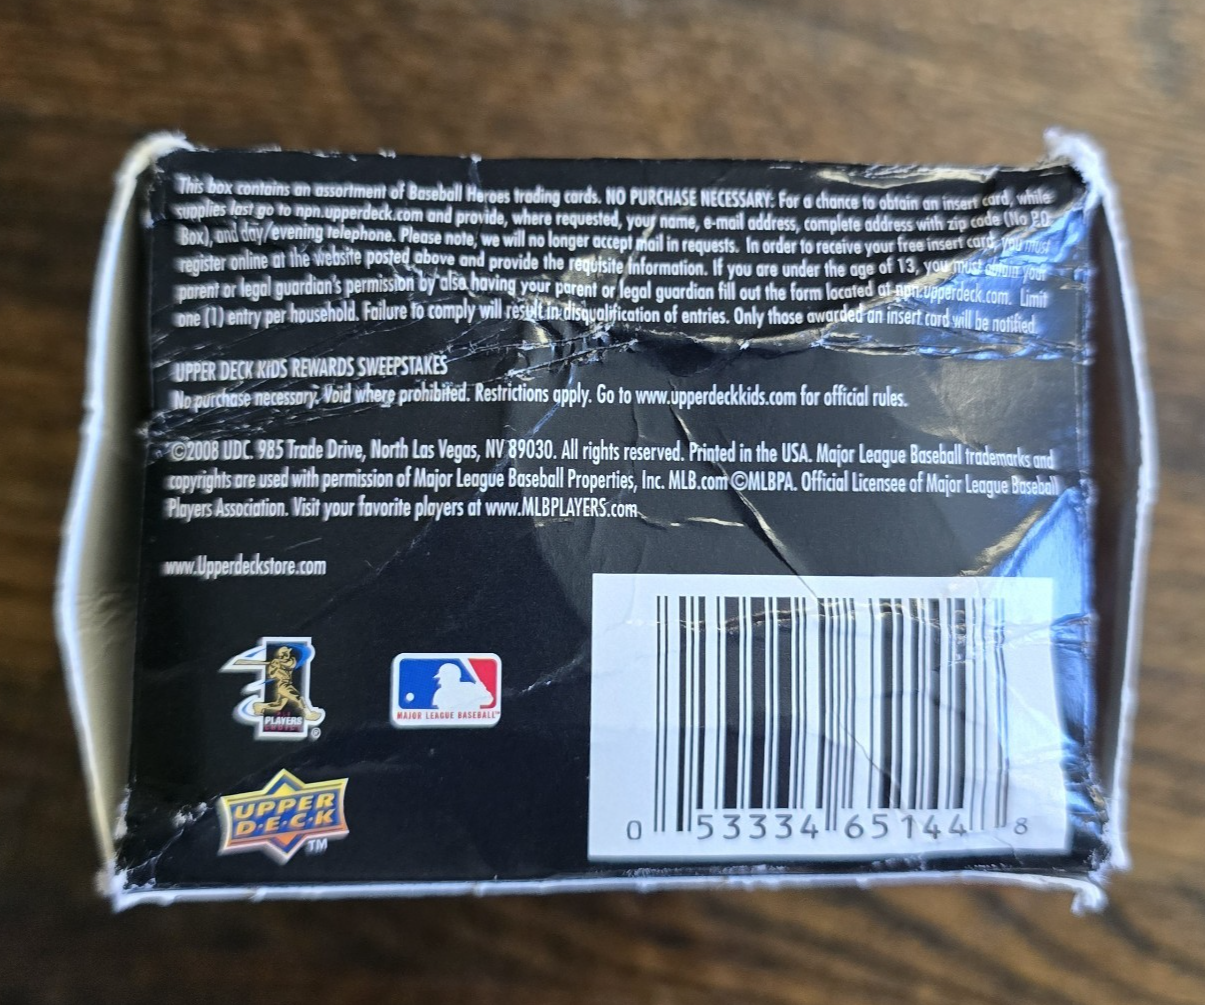 This box contains an assortment of Baseball Heroes trading cards. NO PURCHASE NECESSARY: For a chance to obtain an insert card, while
supplies last go to npn.upperdeck.com and provide, where requested, your name, e-mail address, complete address with zip code (No P.O.
Box), and day/evening telephone. Please note, we will no longer accept mail in requests. In order to receive your free insert card, you must
register online at the website posted above and provide the requisite information. If you are under the age of 13, you must obtain your
parent or legal guardian's permission by also having your parent or legal guardian fill out the form located at npn.upperdeck.com. Limit
one (1) entry per household. Failure to comply will result in disqualification of entries. Only those awarded an insert card will be notified.
UPPER DECK KIDS REWARDS SWEEPSTAKES
No purchase necessary. Void where prohibited. Restrictions apply. Go to www.upperdeckkids.com for official rules.
©2008 UDC. 985 Trade Drive, North Las Vegas, NV 89030. All rights reserved. Printed in the USA. Major League Baseball trademarks and
copyrights are used with permission of Major League Baseball Properties, Inc. MLB.com ©MLBPA. Official Licensee of Major League Baseball
Players Association. Visit your favorite players at www.MLBPLAYERS.com
www.Upperdeckstore.com
PLAYERS
CHOICE
®
MAJOR LEAGUE BASEBALL™
UPPER
D·E·C·K
TM
0 53334 65144 8